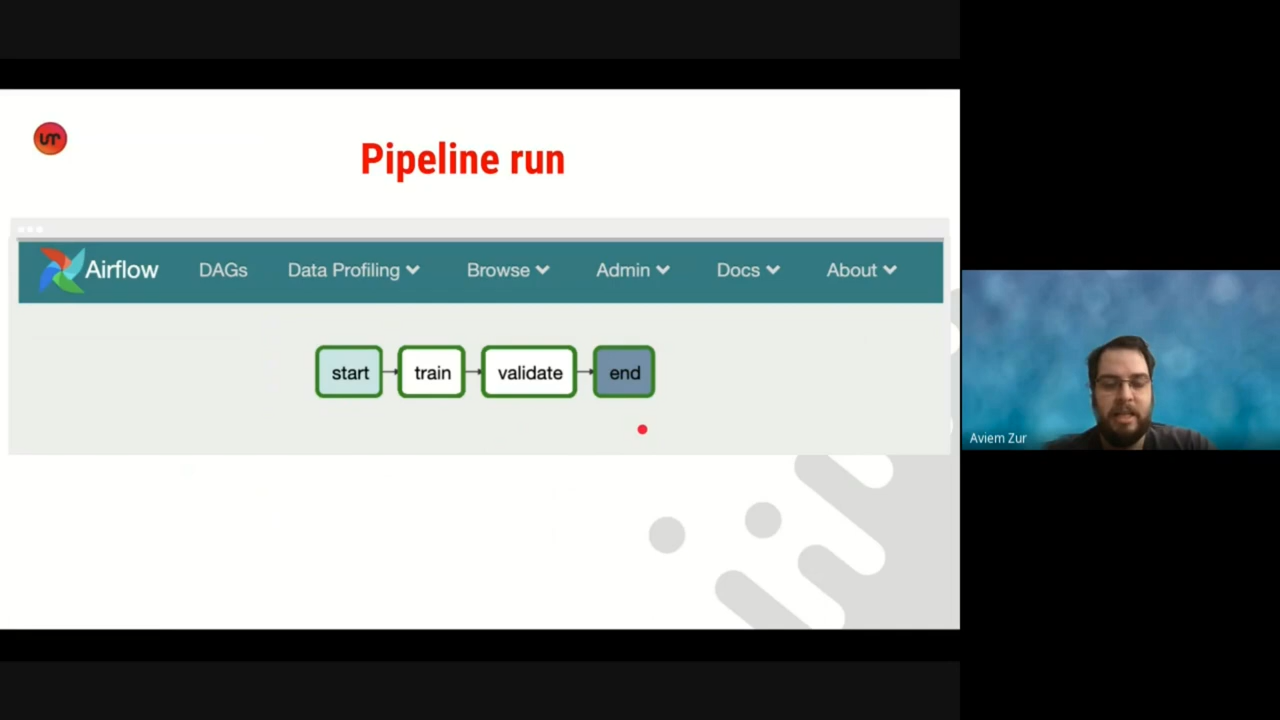 Pipeline run
Airflow DAGs Data Profiling Browse Admin Docs About
start train validate end
Aviem Zur